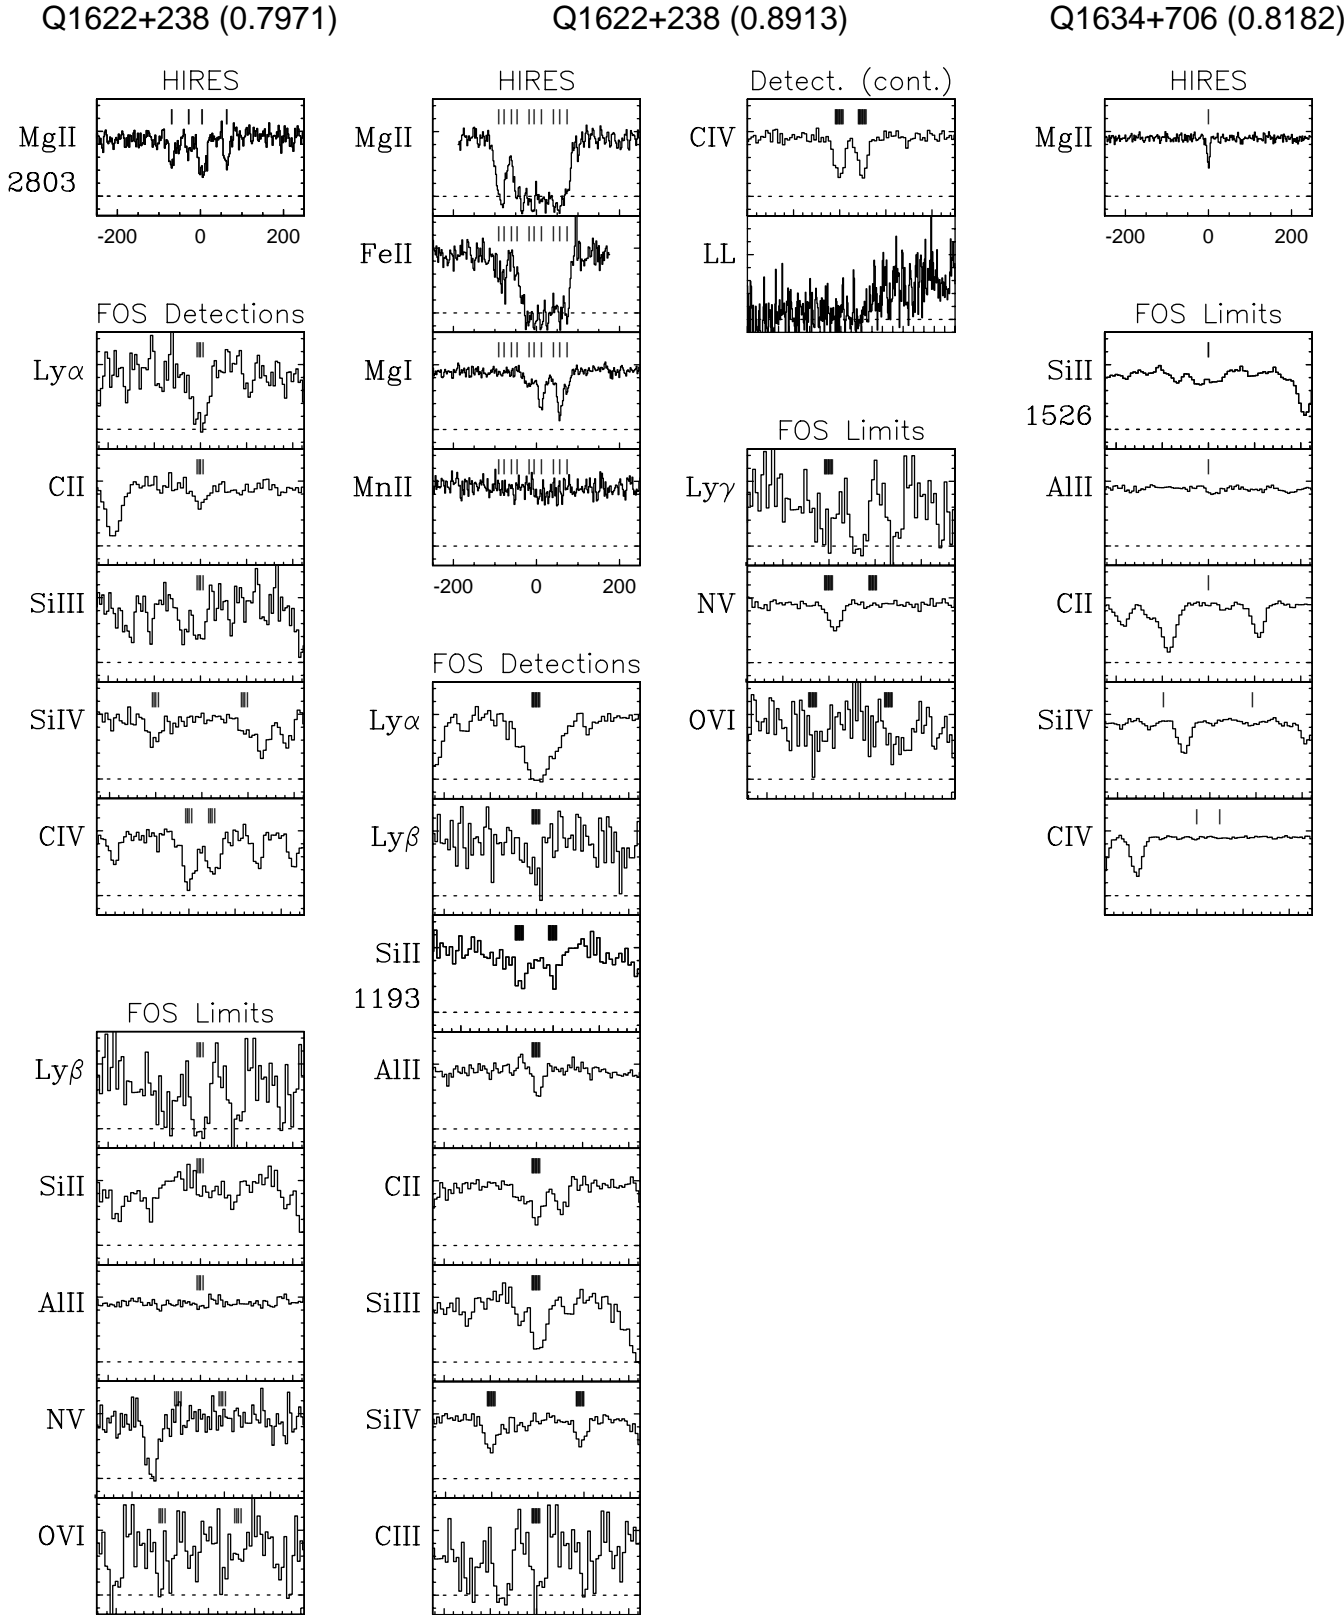 Q1622+238 (0.7971)
HIRES
MgII
2803
-200 0 200
FOS Detections
Lyα
CII
SiIII
SiIV
CIV
FOS Limits
Lyβ
SiII
AlII
NV
OVI
Q1622+238 (0.8913)
HIRES
MgII
FeII
MgI
MnII
-200 0 200
FOS Detections
Lyα
Lyβ
SiII
1193
AlII
CII
SiIII
SiIV
CIII
Detect. (cont.)
CIV
LL
FOS Limits
Lyγ
NV
OVI
Q1634+706 (0.8182)
HIRES
MgII
-200 0 200
FOS Limits
SiII
1526
AlII
CII
SiIV
CIV